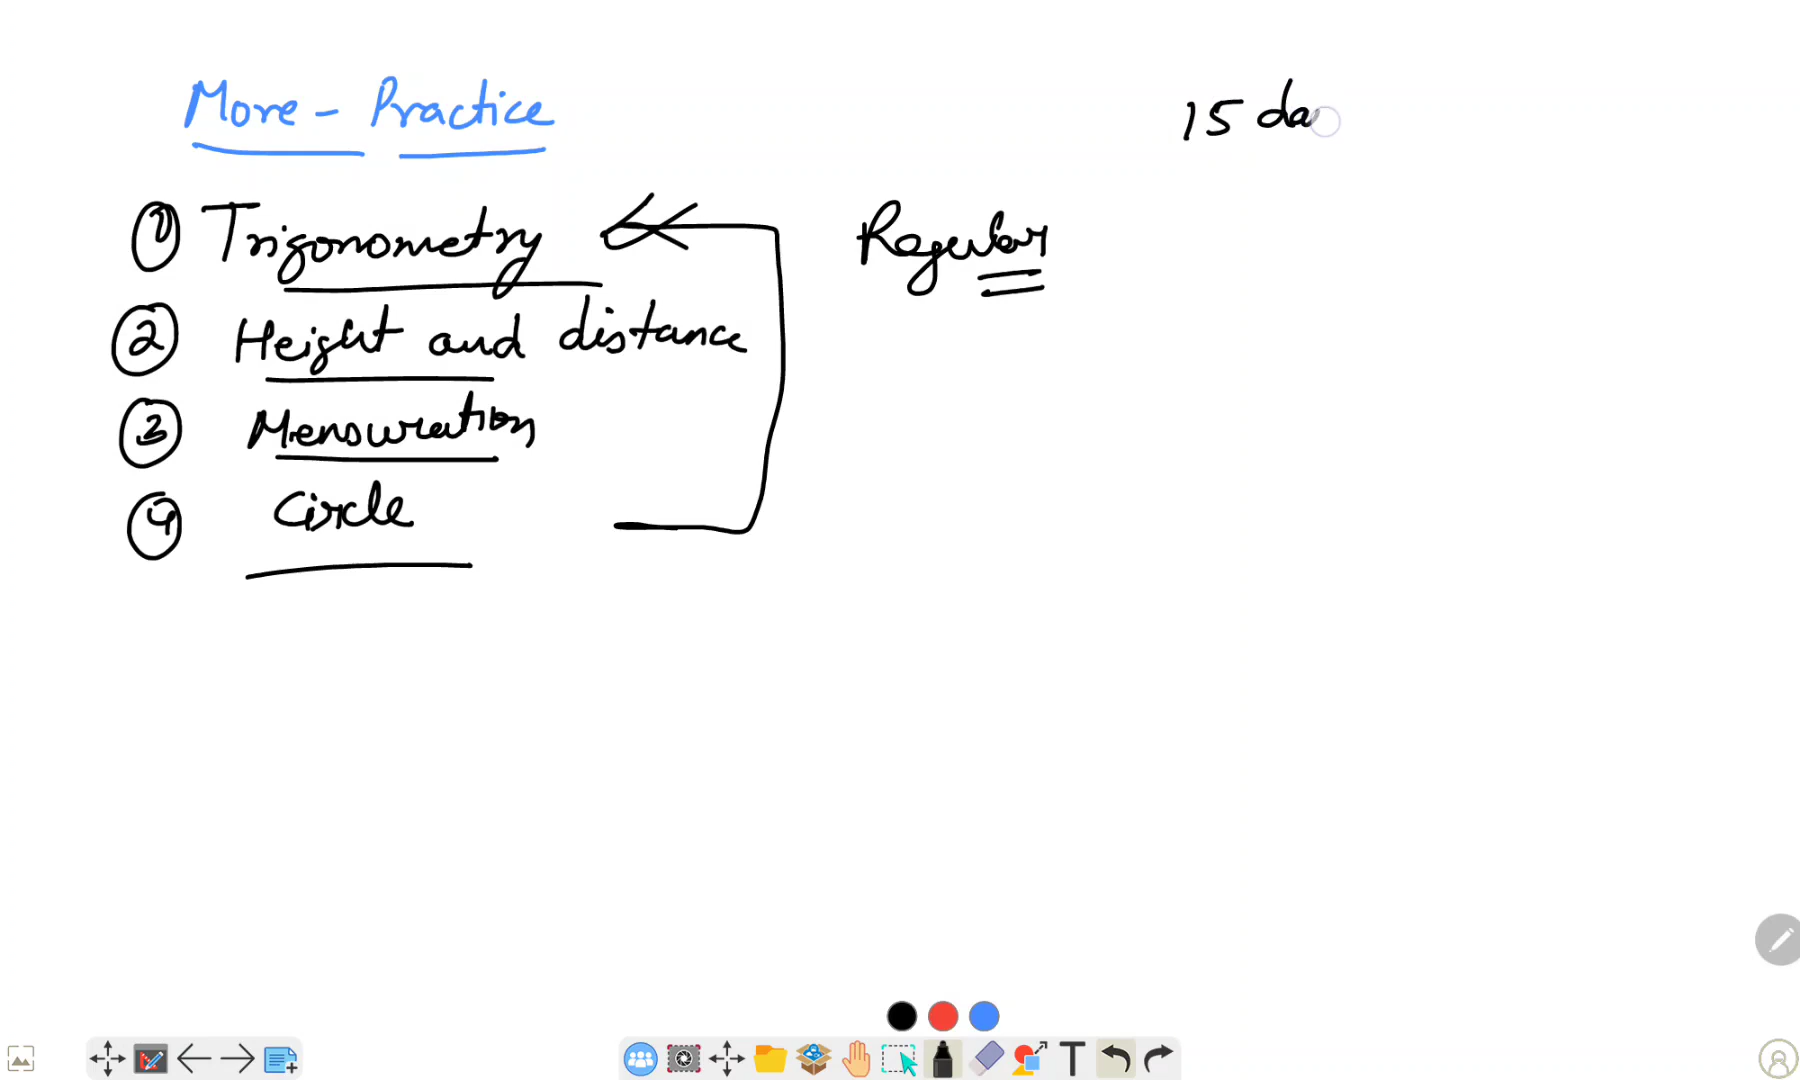 More - Practice
15 da
① Trigonometry
Regular
② Height and distance
③ Mensuration
④ Circle
T